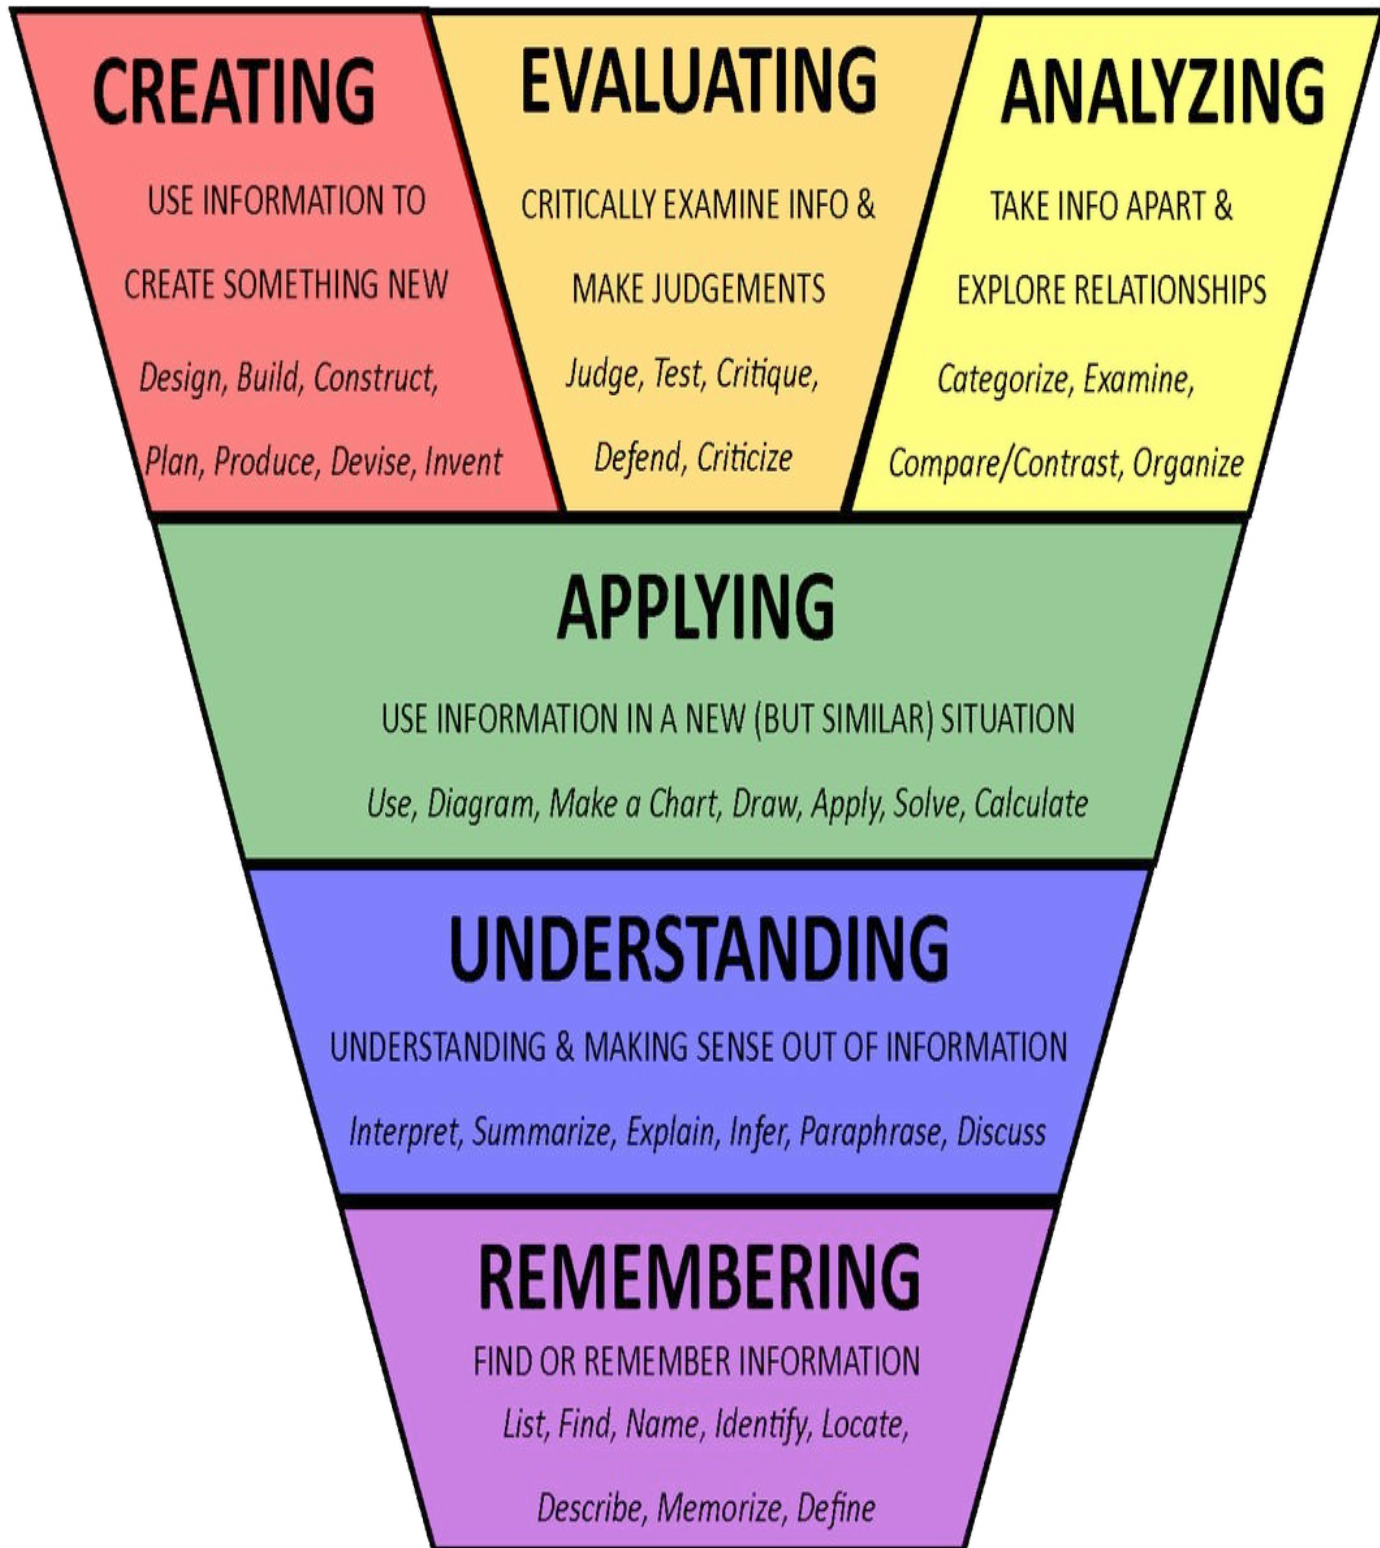 CREATING
USE INFORMATION TO
CREATE SOMETHING NEW
Design, Build, Construct,
Plan, Produce, Devise, Invent
EVALUATING
CRITICALLY EXAMINE INFO &
MAKE JUDGEMENTS
Judge, Test, Critique,
Defend, Criticize
ANALYZING
TAKE INFO APART &
EXPLORE RELATIONSHIPS
Categorize, Examine,
Compare/Contrast, Organize
APPLYING
USE INFORMATION IN A NEW (BUT SIMILAR) SITUATION
Use, Diagram, Make a Chart, Draw, Apply, Solve, Calculate
UNDERSTANDING
UNDERSTANDING & MAKING SENSE OUT OF INFORMATION
Interpret, Summarize, Explain, Infer, Paraphrase, Discuss
REMEMBERING
FIND OR REMEMBER INFORMATION
List, Find, Name, Identify, Locate,
Describe, Memorize, Define